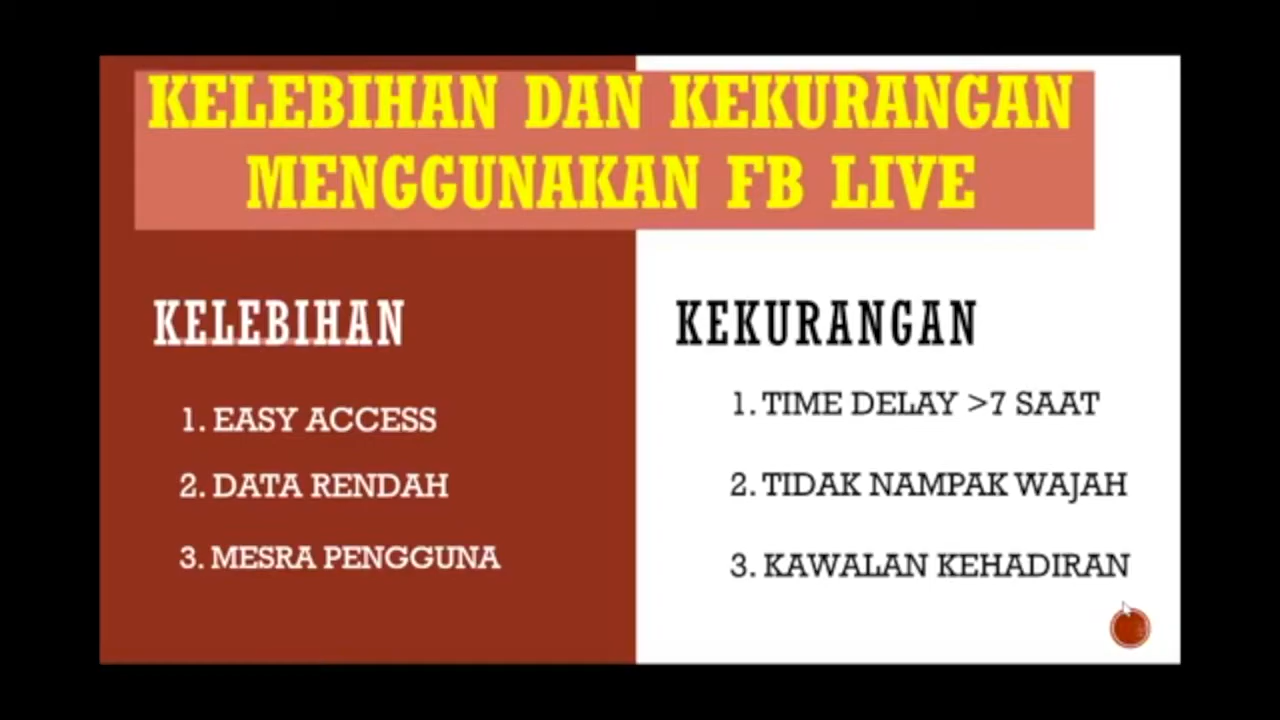 KELEBIHAN DAN KEKURANGAN
MENGGUNAKAN FB LIVE
KELEBIHAN
1. EASY ACCESS
2. DATA RENDAH
3. MESRA PENGGUNA
KEKURANGAN
1. TIME DELAY >7 SAAT
2. TIDAK NAMPAK WAJAH
3. KAWALAN KEHADIRAN